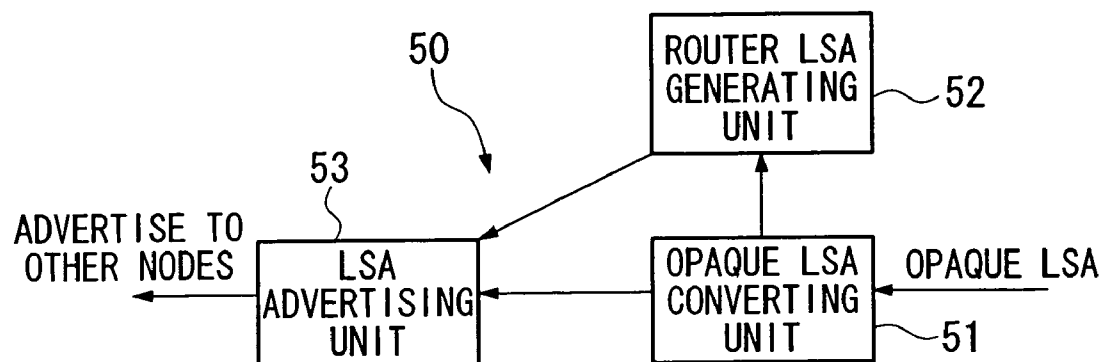 50
ROUTER LSA
GENERATING
UNIT
52
53
ADVERTISE TO
OTHER NODES
LSA
ADVERTISING
UNIT
OPAQUE LSA
CONVERTING
UNIT
OPAQUE LSA
51